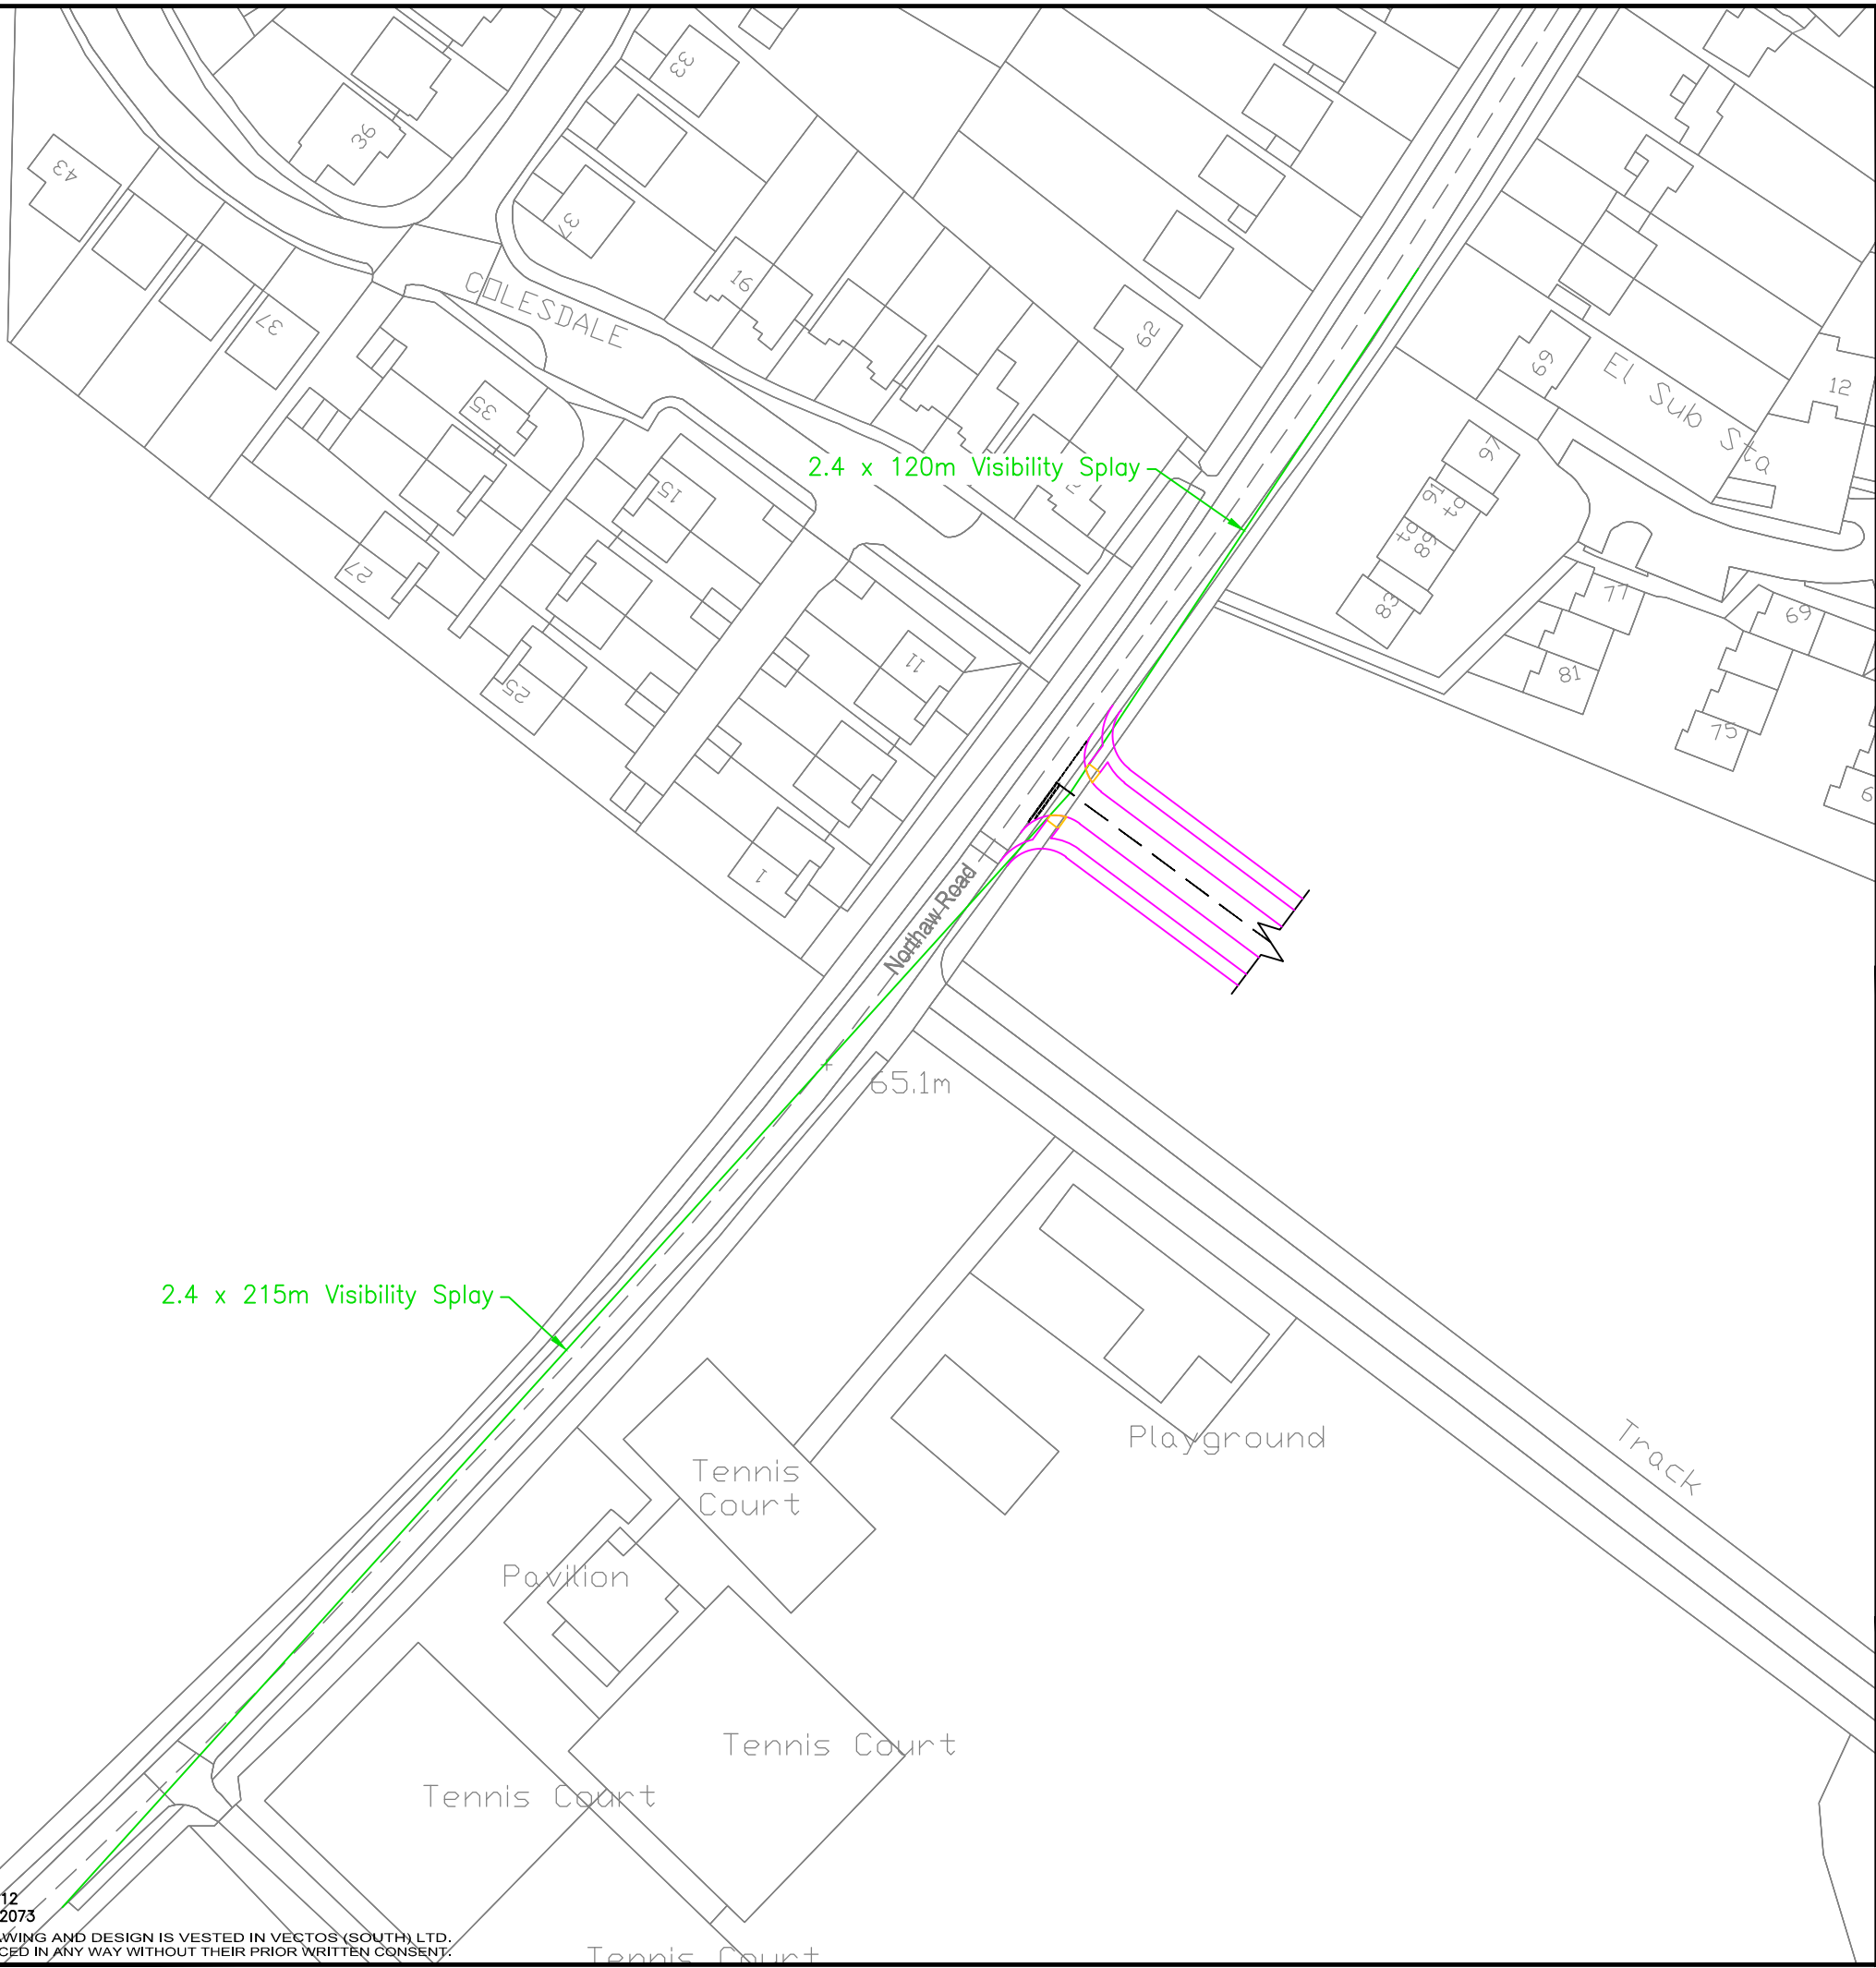 33
36
43
37
COLESDALE
16
37
62
69
El Sub Sta
12
35
2.4 x 120m Visibility Splay
97
15
91
27
83
77
69
11
81
25
75
1
Northaw Road
65.1m
2.4 x 215m Visibility Splay
Playground
Track
Tennis
Court
Pavilion
Tennis Court
Tennis Court
12
2073
WING AND DESIGN IS VESTED IN VECTOS (SOUTH) LTD.
CED IN ANY WAY WITHOUT THEIR PRIOR WRITTEN CONSENT.
Tennis Court